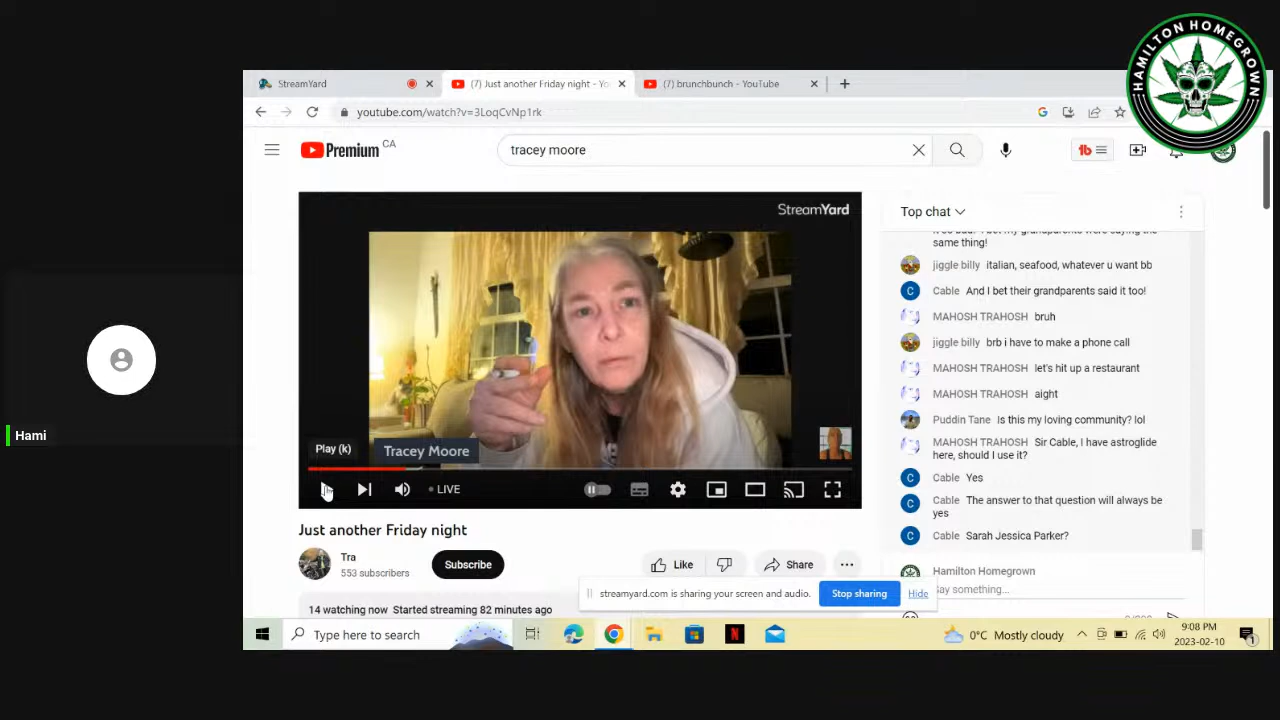 HAMILTON HOMEGROWN
StreamYard
(7) Just another Friday night - Yo
(7) brunchbunch - YouTube
youtube.com/watch?v=3LoqCvNp1rk
Premium CA
tracey moore
StreamYard
Top chat
same thing!
jiggle billy italian, seafood, whatever u want bb
C Cable And I bet their grandparents said it too!
MAHOSH TRAHOSH bruh
jiggle billy brb i have to make a phone call
MAHOSH TRAHOSH let's hit up a restaurant
MAHOSH TRAHOSH aight
Puddin Tane Is this my loving community? lol
MAHOSH TRAHOSH Sir Cable, I have astroglide
here, should I use it?
C Cable Yes
C Cable The answer to that question will always be
yes
C Cable Sarah Jessica Parker?
Hamilton Homegrown
Say something...
Hami
Play (k)
Tracey Moore
LIVE
Just another Friday night
Tra
553 subscribers
Subscribe
Like
Share
streamyard.com is sharing your screen and audio.
Stop sharing
Hide
14 watching now Started streaming 82 minutes ago
Type here to search
N
0°C Mostly cloudy
9:08 PM
2023-02-10
1